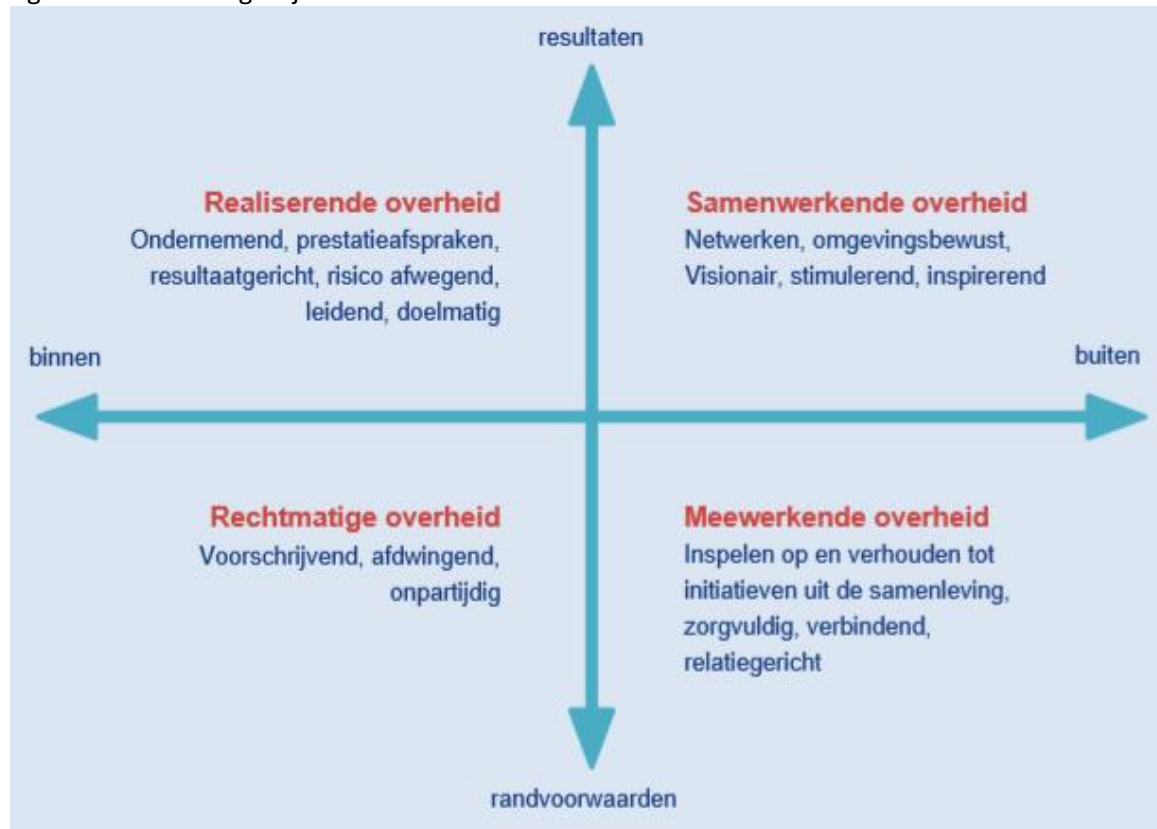 resultaten
Realiserende overheid
Ondernemend, prestatieafspraken,
resultaatgericht, risico afwegend,
leidend, doelmatig
Samenwerkende overheid
Netwerken, omgevingsbewust,
Visionair, stimulerend, inspirerend
binnen
buiten
Rechtmatige overheid
Voorschrijvend, afdwingend,
onpartijdig
Meewerkende overheid
Inspelen op en verhouden tot
initiatieven uit de samenleving,
zorgvuldig, verbindend,
relatiegericht
randvoorwaarden